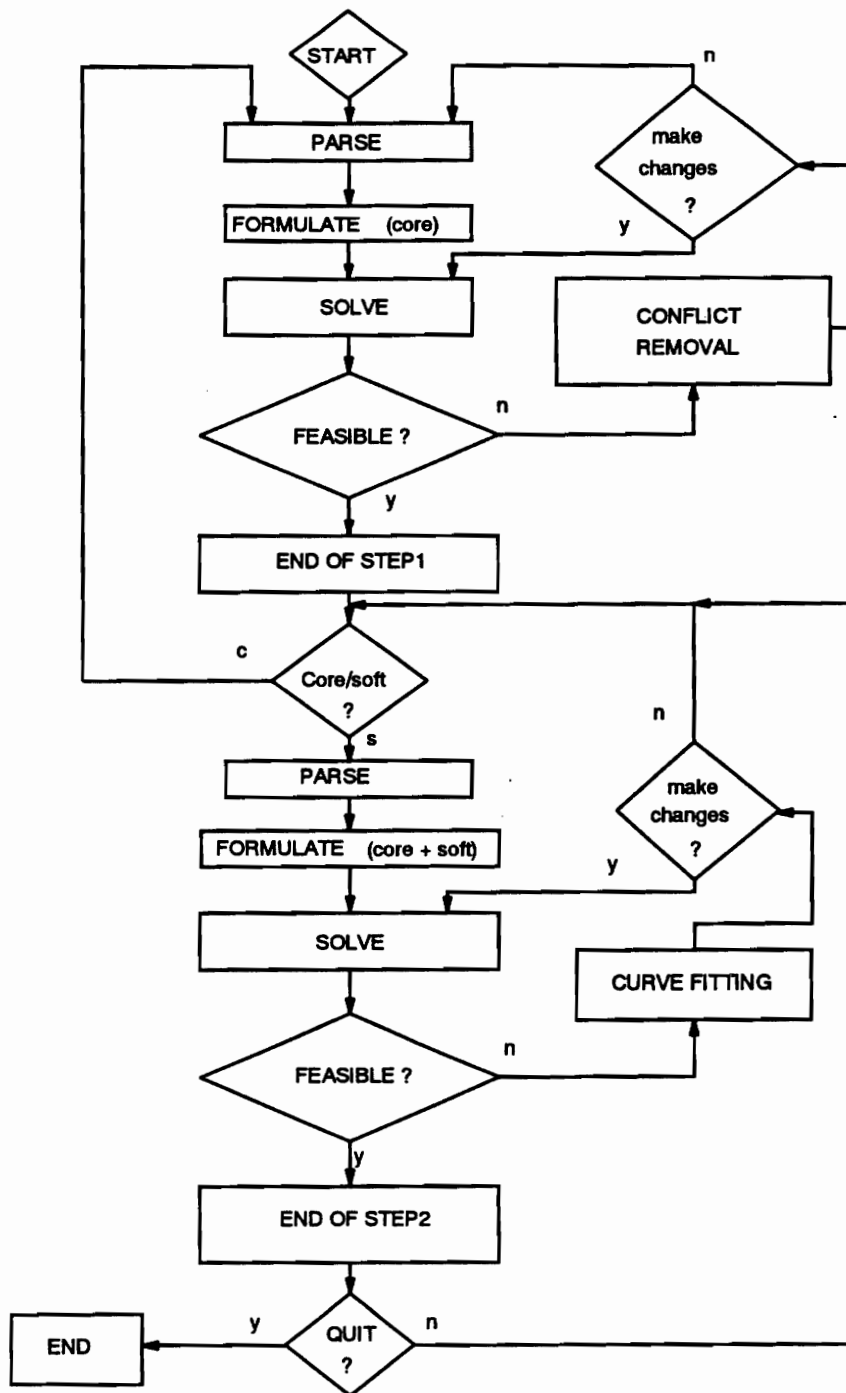 START
n
PARSE
make
changes
?
y
FORMULATE (core)
SOLVE
CONFLICT
REMOVAL
FEASIBLE ?
n
y
END OF STEP1
c
Core/soft
?
s
n
PARSE
make
changes
?
y
FORMULATE (core + soft)
SOLVE
CURVE FITTING
FEASIBLE ?
n
y
END OF STEP2
END
y
QUIT
?
n